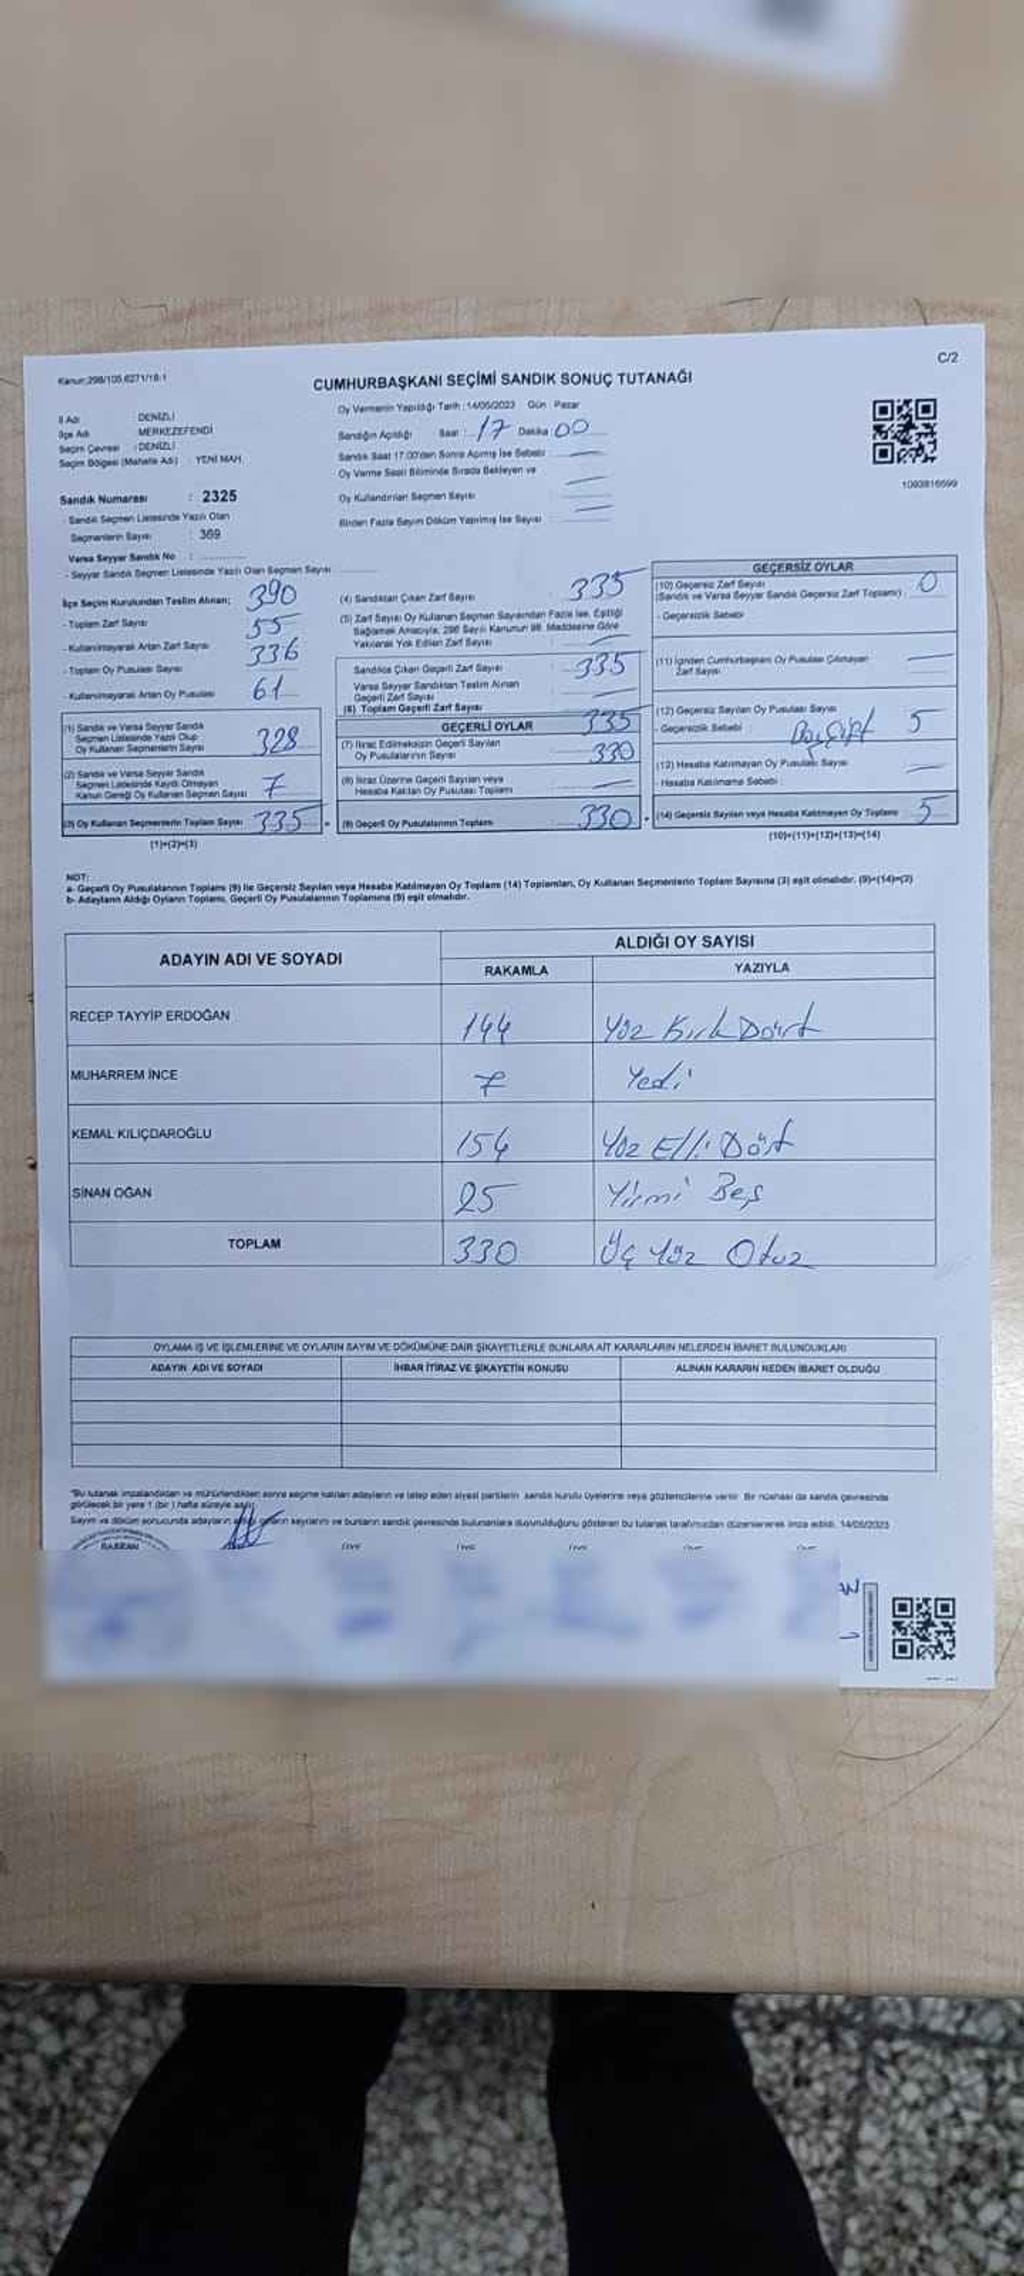 C/2
Kanun:298/105,6271/18-1
CUMHURBAŞKANI SEÇİMİ SANDIK SONUÇ TUTANAĞI
İl Adı DENİZLİ
İlçe Adı MERKEZEFENDİ
Seçim Çevresi : DENİZLİ
Seçim Bölgesi (Mahalle Adı) : YENİ MAH.
Sandık Numarası : 2325
- Sandık Seçmen Listesinde Yazılı Olan
Seçmenlerin Sayısı : 369
Varsa Seyyar Sandık No :
- Seyyar Sandık Seçmen Listesinde Yazılı Olan Seçmen Sayısı
Oy Vermenin Yapıldığı Tarih : 14/05/2023 Gün : Pazar
Sandığın Açıldığı Saat : 17 Dakika : 00
Sandık Saat 17.00'den Sonra Açılmış İse Sebebi :
Oy Verme Saati Bitiminde Sırada Bekleyen ve
Oy Kullandırılan Seçmen Sayısı :
Birden Fazla Sayım Döküm Yapılmış İse Sayısı :
1093816699
İlçe Seçim Kurulundan Teslim Alınan;
- Toplam Zarf Sayısı 390
- Kullanılmayarak Artan Zarf Sayısı 55
- Toplam Oy Pusulası Sayısı 336
- Kullanılmayarak Artan Oy Pusulası 61
(1) Sandık ve Varsa Seyyar Sandık
Seçmen Listesinde Yazılı Olup
Oy Kullanan Seçmenlerin Sayısı 328
(2) Sandık ve Varsa Seyyar Sandık
Seçmen Listesinde Kaydı Olmayan
Kanun Gereği Oy Kullanan Seçmen Sayısı 7
(3) Oy Kullanan Seçmenlerin Toplam Sayısı 335
(1)+(2)=(3)
(4) Sandıktan Çıkan Zarf Sayısı 335
(5) Zarf Sayısı Oy Kullanan Seçmen Sayısından Fazla İse, Eşitliği
Sağlamak Amacıyla, 298 Sayılı Kanunun 98. Maddesine Göre
Yakılarak Yok Edilen Zarf Sayısı
Sandıkta Çıkan Geçerli Zarf Sayısı 335
Varsa Seyyar Sandıktan Teslim Alınan
Geçerli Zarf Sayısı
(6) Toplam Geçerli Zarf Sayısı 335
GEÇERLİ OYLAR
(7) İtiraz Edilmeksizin Geçerli Sayılan
Oy Pusulalarının Sayısı 330
(8) İtiraz Üzerine Geçerli Sayılan veya
Hesaba Katılan Oy Pusulası Toplamı
(9) Geçerli Oy Pusulalarının Toplamı 330
GEÇERSİZ OYLAR
(10) Geçersiz Zarf Sayısı 0
(Sandık ve Varsa Seyyar Sandık Geçersiz Zarf Toplamı) :
- Geçersizlik Sebebi
(11) İçinden Cumhurbaşkanı Oy Pusulası Çıkmayan
Zarf Sayısı
(12) Geçersiz Sayılan Oy Pusulası Sayısı 5
- Geçersizlik Sebebi
(13) Hesaba Katılmayan Oy Pusulası Sayısı
Hesaba Katılmama Sebebi
(14) Geçersiz Sayılan veya Hesaba Katılmayan Oy Toplamı 5
(10)+(11)+(12)+(13)=(14)
NOT:
a- Geçerli Oy Pusulalarının Toplamı (9) ile Geçersiz Sayılan veya Hesaba Katılmayan Oy Toplamı (14) Toplamları, Oy Kullanan Seçmenlerin Toplam Sayısına (3) eşit olmalıdır. (9)+(14)=(3)
b- Adayların Aldığı Oyların Toplamı, Geçerli Oy Pusulalarının Toplamına (9) eşit olmalıdır.
ADAYIN ADI VE SOYADI
ALDIĞI OY SAYISI
RAKAMLA YAZIYLA
RECEP TAYYİP ERDOĞAN 144 Yüz Kırk Dört
MUHARREM İNCE 7 Yedi
KEMAL KILIÇDAROĞLU 154 Yüz Elli Dört
SİNAN OĞAN 25 Yirmi Beş
TOPLAM 330 Üç Yüz Otuz
OYLAMA İŞ VE İŞLEMLERİNE VE OYLARIN SAYIM VE DÖKÜMÜNE DAİR ŞİKAYETLERLE BUNLARA AİT KARARLARIN NELERDEN İBARET BULUNDUKLARI
ADAYIN ADI VE SOYADI İHBAR İTİRAZ VE ŞİKAYETİN KONUSU ALINAN KARARIN NEDEN İBARET OLDUĞU
"Bu tutanak imzalandıktan ve mühürlendikten sonra seçime katılan adayların ve talep eden siyasi partilerin sandık kurulu üyelerine veya gözlemcilerine verilir. Bir nüshası da sandık çevresinde
görülecek bir yere 1 (bir) hafta süreyle asılır.
Sayım ve döküm sonucunda adayların aldığı oyların sayılarını ve bunların sandık çevresinde bulunanlara duyurulduğunu gösteren bu tutanak tarafımızdan düzenlenerek imza edildi. 14/05/2023
BAŞKAN